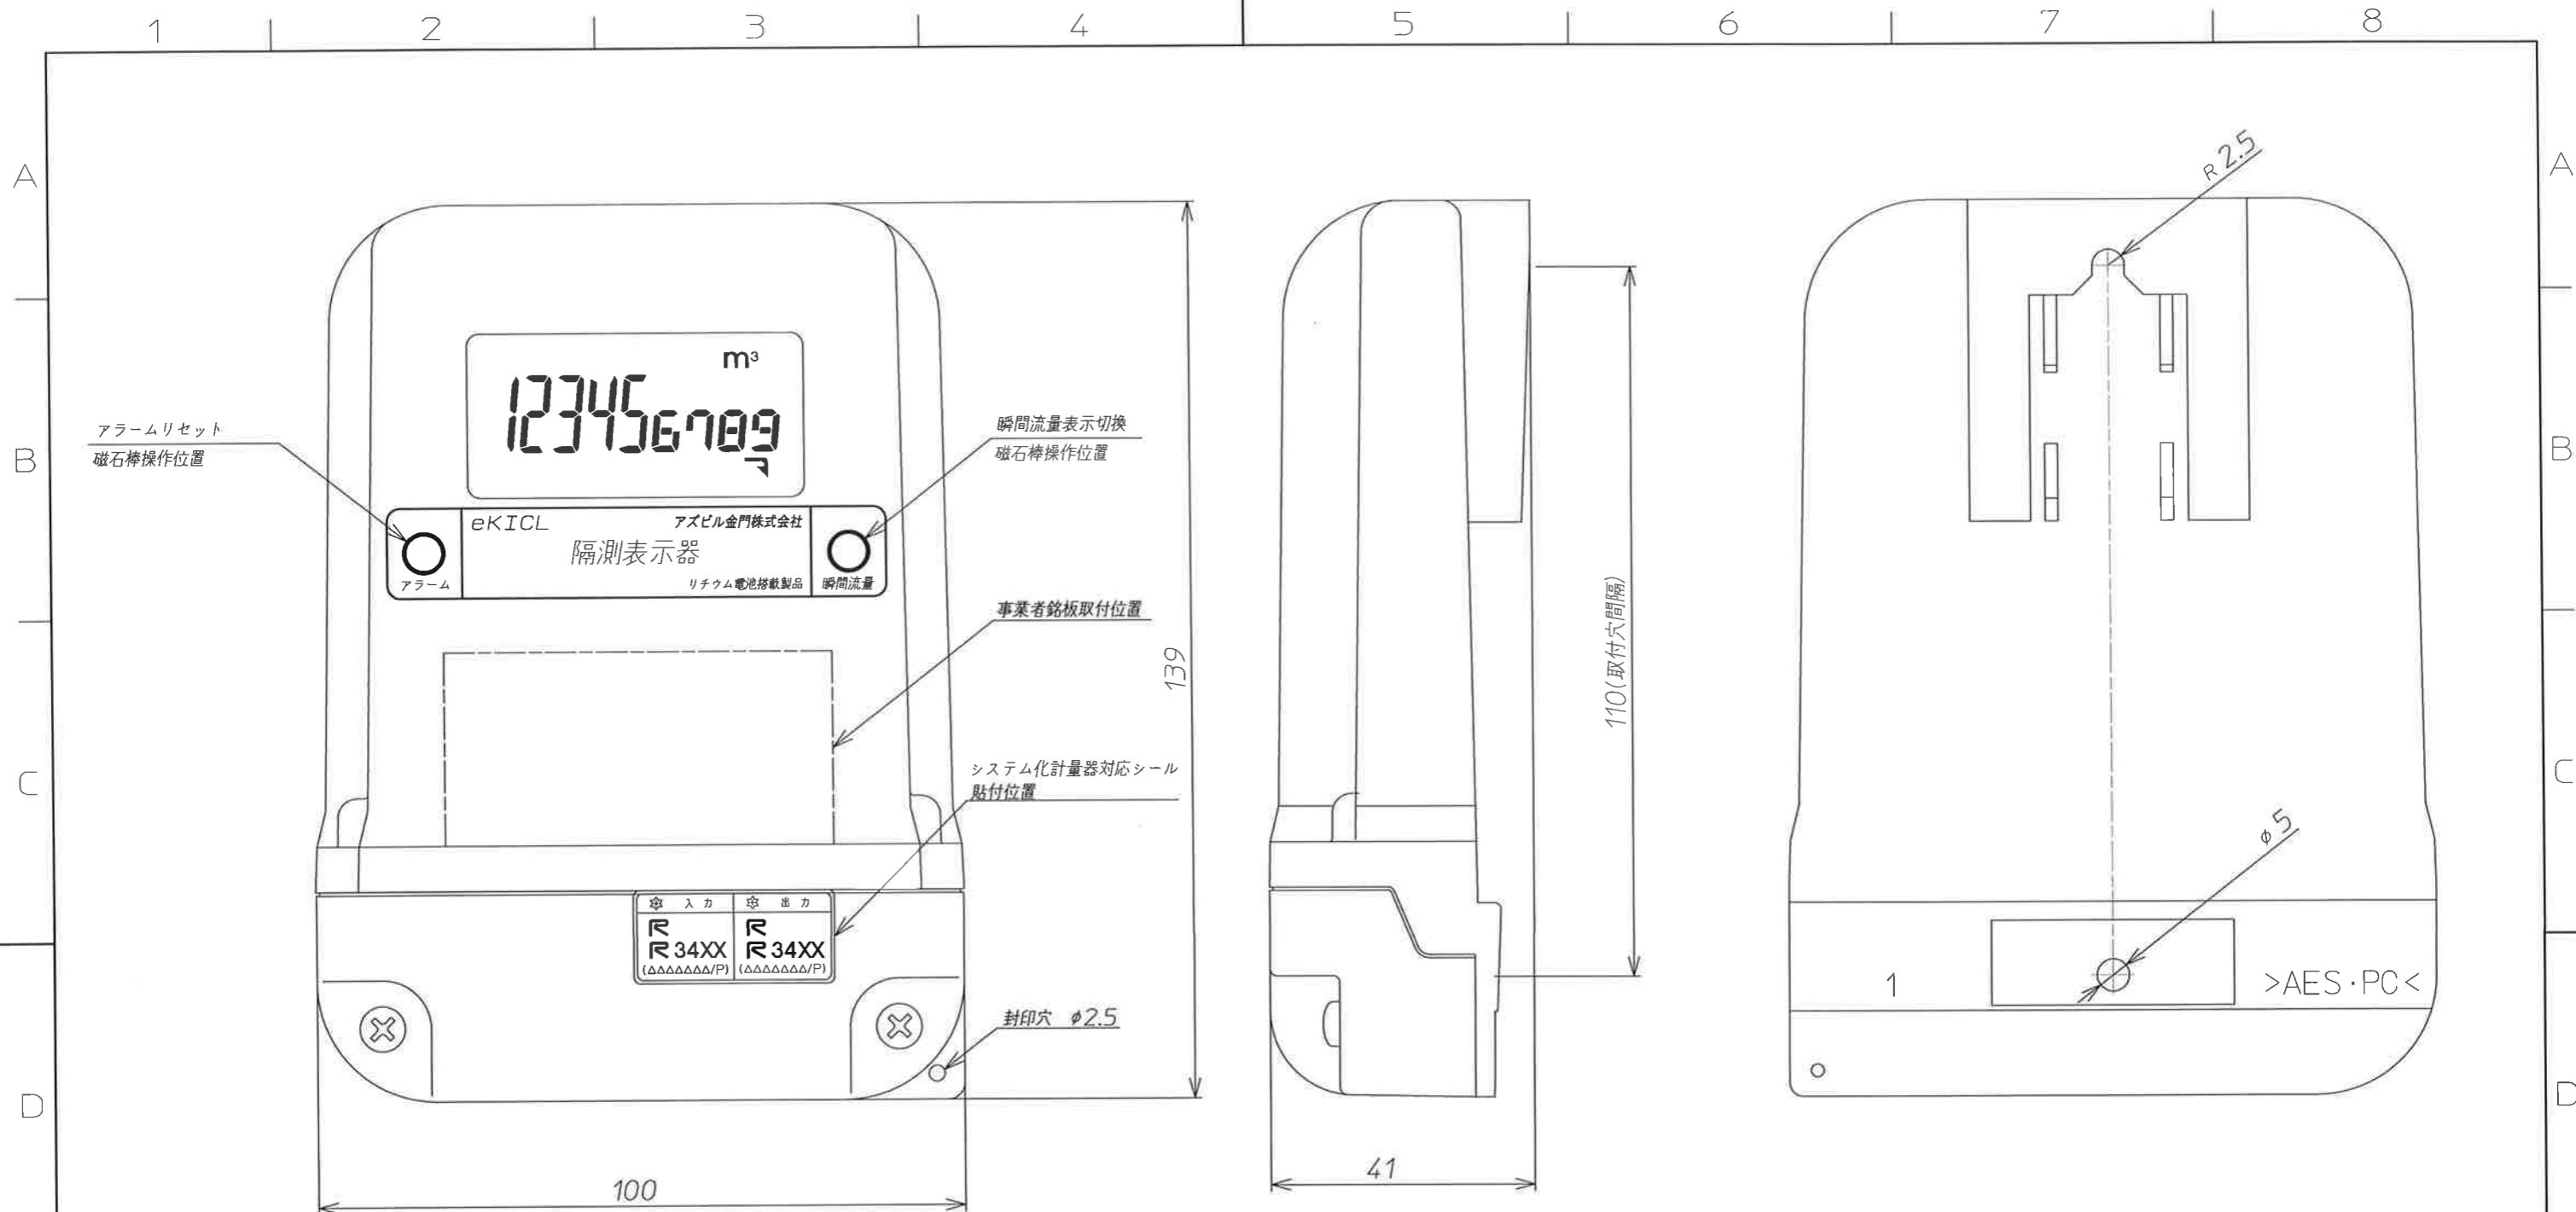 1 2 3 4 5 6 7 8
A
A
R 2.5
m³
123456789
アラームリセット
磁石棒操作位置
瞬間流量表示切換
磁石棒操作位置
B
B
eKICL
アズビル金門株式会社
隔測表示器
アラーム
リチウム電池搭載製品
瞬間流量
事業者銘板取付位置
139
110(取付穴間隔)
システム化計量器対応シール
貼付位置
C
C
φ5
入力
出力
R
R
R 34XX
R 34XX
(ΔΔΔΔΔΔΔ/P)
(ΔΔΔΔΔΔΔ/P)
1
>AES・PC<
封印穴 φ2.5
D
D
100
41